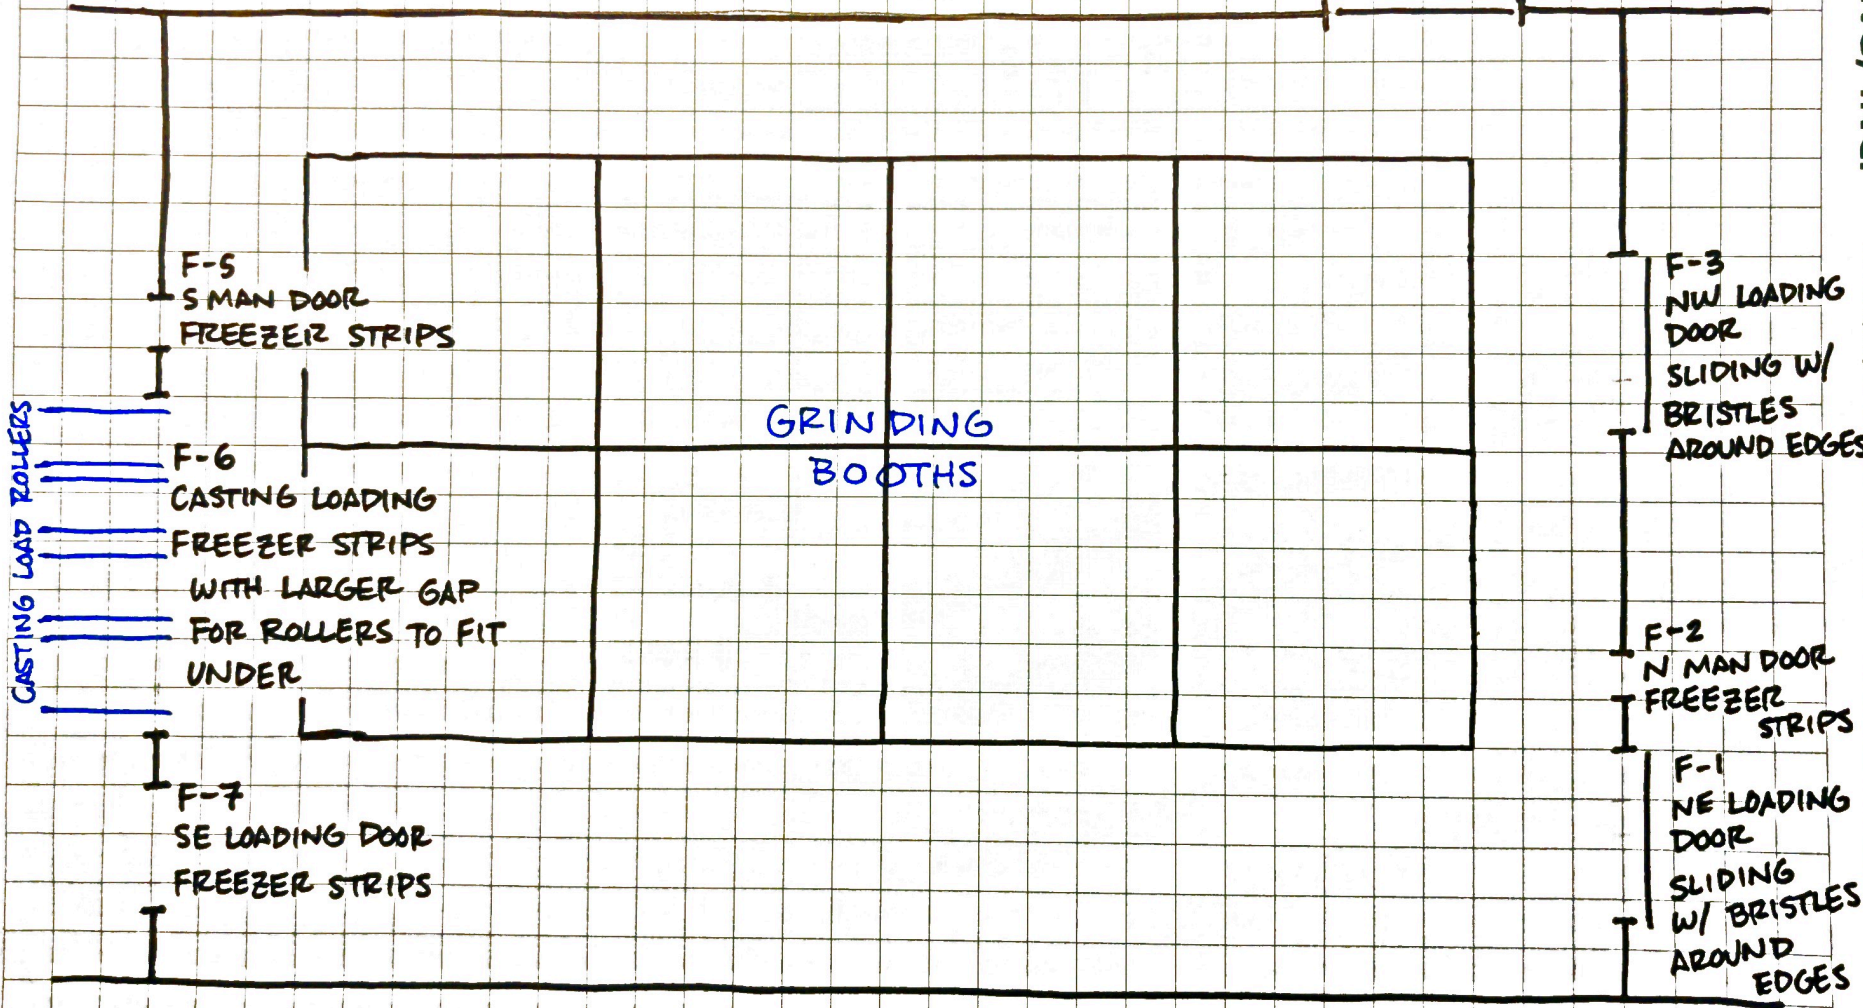 F-5
S MAN DOOR
FREEZER STRIPS
CASTING LOAD ROLLERS
F-6
CASTING LOADING
FREEZER STRIPS
WITH LARGER GAP
FOR ROLLERS TO FIT
UNDER
F-7
SE LOADING DOOR
FREEZER STRIPS
GRINDING
BOOTHS
F-3
NW LOADING
DOOR
SLIDING W/
BRISTLES
AROUND EDGES
F-2
N MAN DOOR
FREEZER
STRIPS
F-1
NE LOADING
DOOR
SLIDING
W/ BRISTLES
AROUND
EDGES